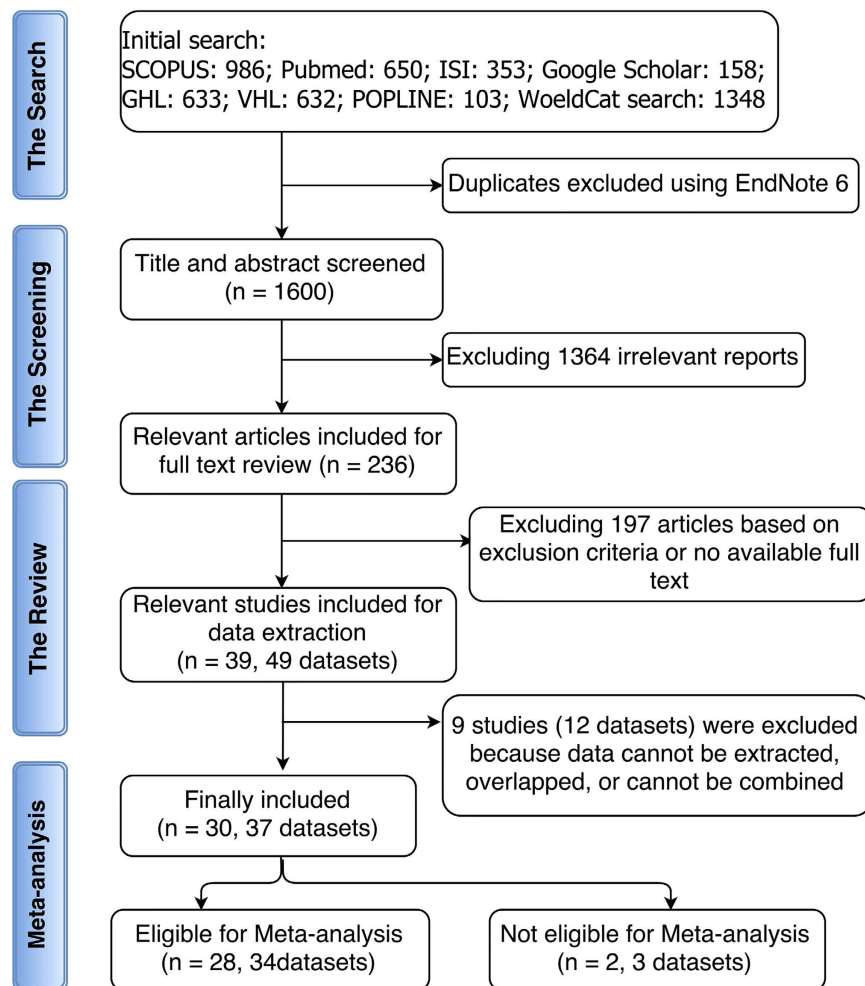 The Search
Initial search:
SCOPUS: 986; Pubmed: 650; ISI: 353; Google Scholar: 158;
GHL: 633; VHL: 632; POPLINE: 103; WoeldCat search: 1348
Duplicates excluded using EndNote 6
The Screening
Title and abstract screened
(n = 1600)
Excluding 1364 irrelevant reports
Relevant articles included for
full text review (n = 236)
The Review
Excluding 197 articles based on
exclusion criteria or no available full
text
Relevant studies included for
data extraction
(n = 39, 49 datasets)
9 studies (12 datasets) were excluded
because data cannot be extracted,
overlapped, or cannot be combined
Meta-analysis
Finally included
(n = 30, 37 datasets)
Eligible for Meta-analysis
(n = 28, 34datasets)
Not eligible for Meta-analysis
(n = 2, 3 datasets)